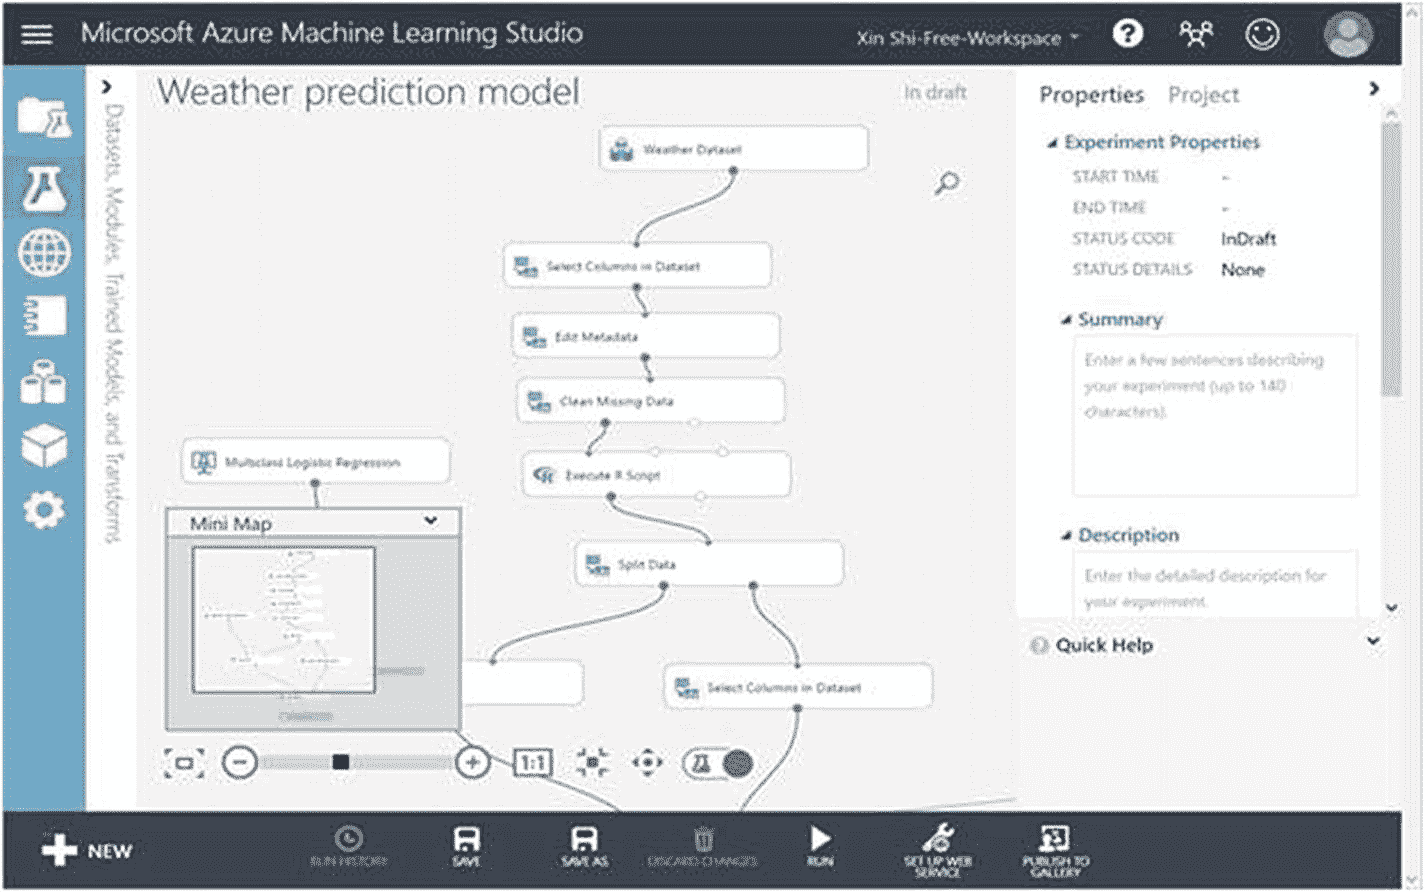 Microsoft Azure Machine Learning Studio
Xin Shi-Free-Workspace
?
Datasets, Modules, Trained Models, and Transforms
Weather prediction model
In draft
Weather Dataset
Select Columns in Dataset
Edit Metadata
Clean Missing Data
Multiclass Logistic Regression
Execute R Script
Split Data
Select Columns in Dataset
Mini Map
1:1
Properties Project
Experiment Properties
START TIME -
END TIME -
STATUS CODE InDraft
STATUS DETAILS None
Summary
Enter a few sentences describing
your experiment (up to 140
characters).
Description
Enter the detailed description for
your experiment.
Quick Help
NEW
RUN HISTORY
SAVE
SAVE AS
DISCARD CHANGES
RUN
SET UP WEB
SERVICE
PUBLISH TO
GALLERY